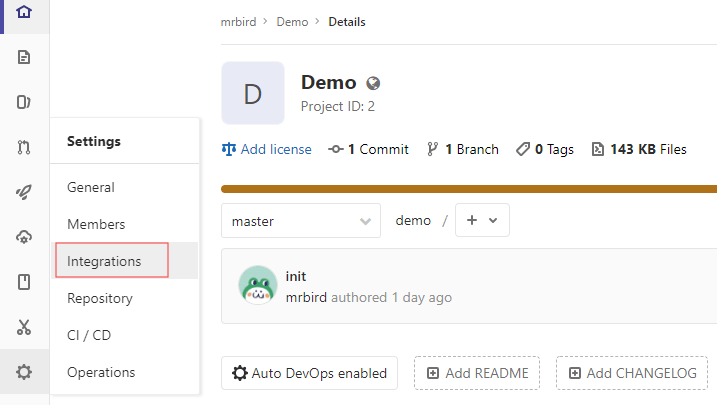 mrbird > Demo > Details
D
Demo
Project ID: 2
Add license 1 Commit 1 Branch 0 Tags 143 KB Files
Settings
General
Members
Integrations
Repository
CI / CD
Operations
master demo / +
init
mrbird authored 1 day ago
Auto DevOps enabled Add README Add CHANGELOG